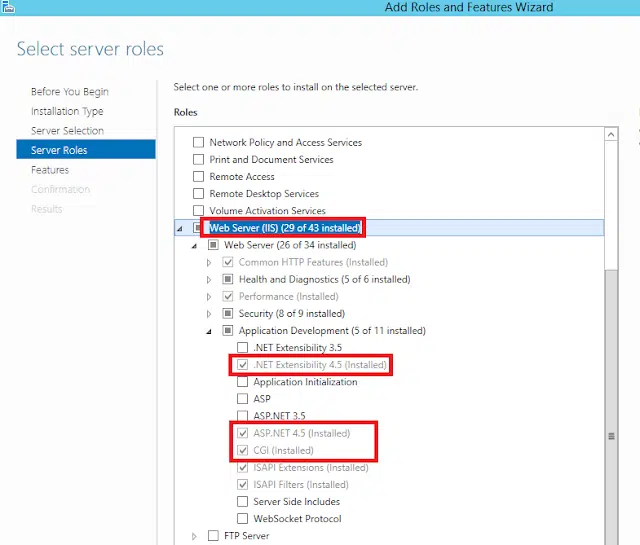 Add Roles and Features Wizard
Select server roles
Before You Begin
Installation Type
Server Selection
Server Roles
Features
Confirmation
Results
Select one or more roles to install on the selected server.
Roles
Network Policy and Access Services
Print and Document Services
Remote Access
Remote Desktop Services
Volume Activation Services
Web Server (IIS) (29 of 43 installed)
Web Server (26 of 34 installed)
Common HTTP Features (Installed)
Health and Diagnostics (5 of 6 installed)
Performance (Installed)
Security (8 of 9 installed)
Application Development (5 of 11 installed)
.NET Extensibility 3.5
.NET Extensibility 4.5 (Installed)
Application Initialization
ASP
ASP.NET 3.5
ASP.NET 4.5 (Installed)
CGI (Installed)
ISAPI Extensions (Installed)
ISAPI Filters (Installed)
Server Side Includes
WebSocket Protocol
FTP Server